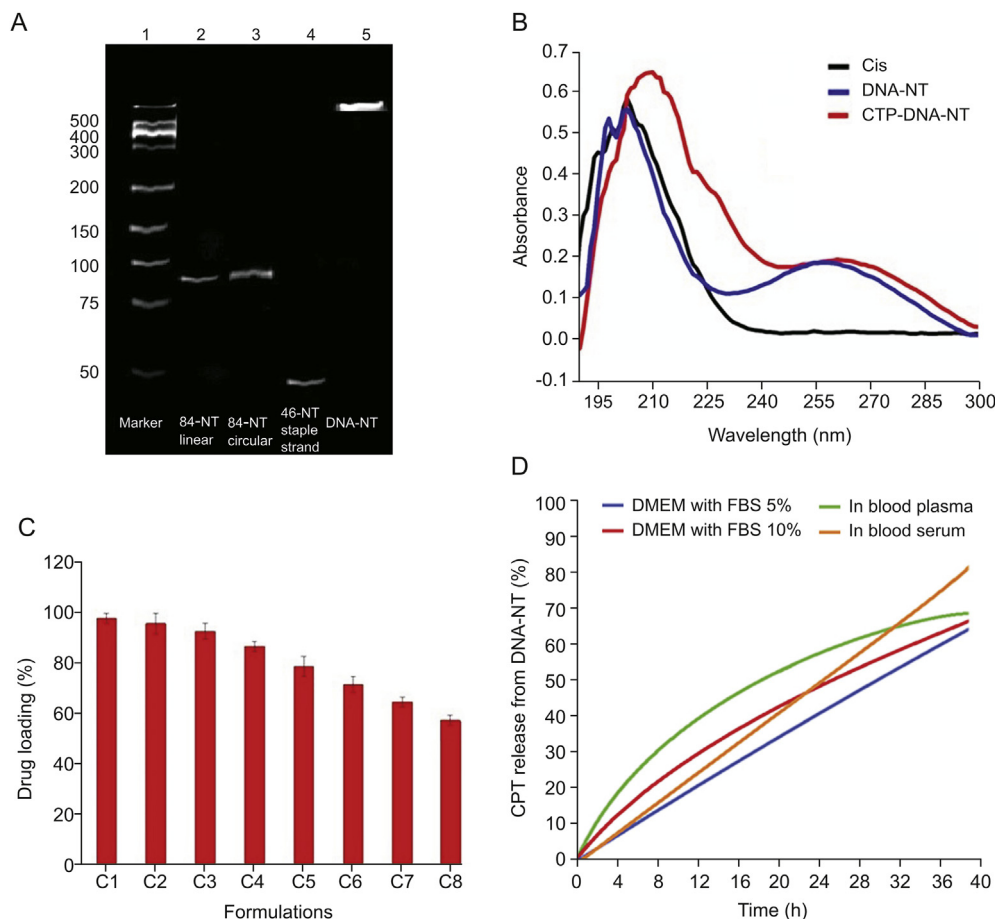 A
1 2 3 4 5
500
400
300
200
150
100
75
50
Marker
84-NT linear
84-NT circular
46-NT staple strand
DNA-NT
B
0.7
0.6
0.5
0.4
0.3
0.2
0.1
0.0
-0.1
Absorbance
Cis
DNA-NT
CTP-DNA-NT
195 210 225 240 255 270 285 300
Wavelength (nm)
C
120
100
80
60
40
20
0
Drug loading (%)
C1 C2 C3 C4 C5 C6 C7 C8
Formulations
D
100
90
80
70
60
50
40
30
20
10
0
CPT release from DNA-NT (%)
DMEM with FBS 5%
DMEM with FBS 10%
In blood plasma
In blood serum
0 4 8 12 16 20 24 28 32 36 40
Time (h)